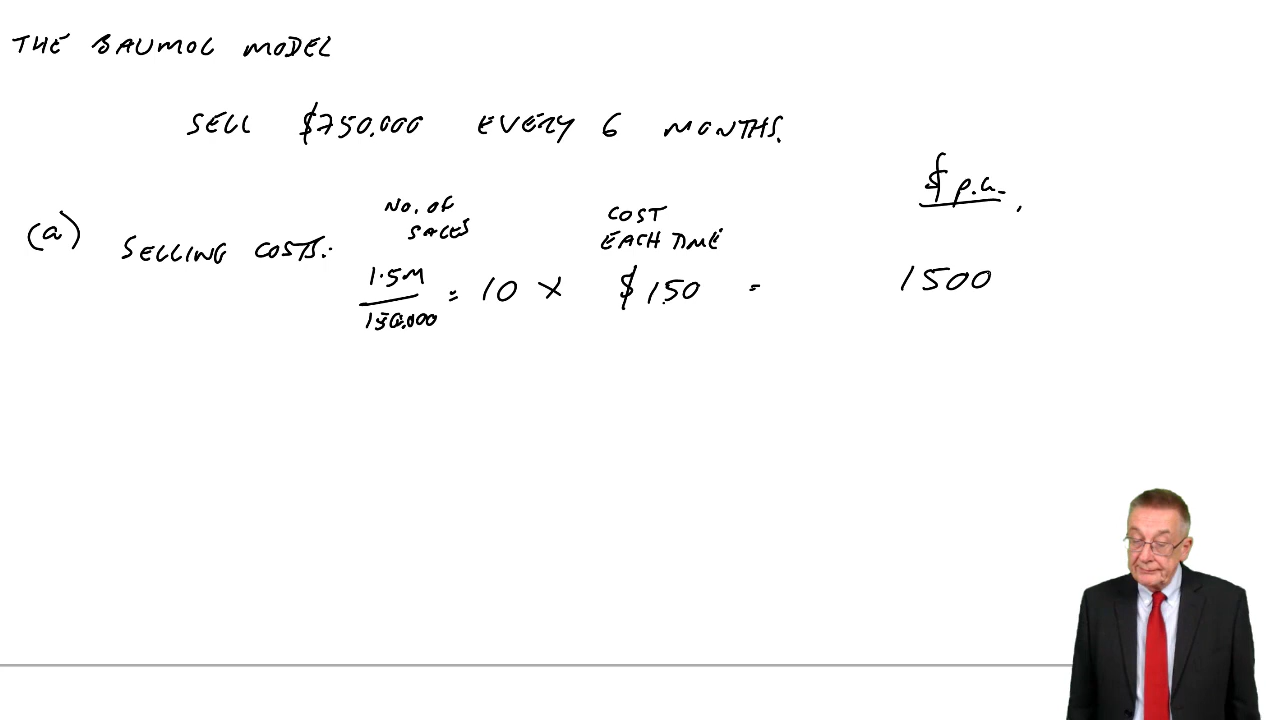 THE BAUMOL MODEL
SELL $750.000 EVERY 6 MONTHS.
$ p.a.
(a) SELLING COSTS: NO. OF SALES COST EACH TIME
1.5M / 150.000 = 10 × $150 = 1500